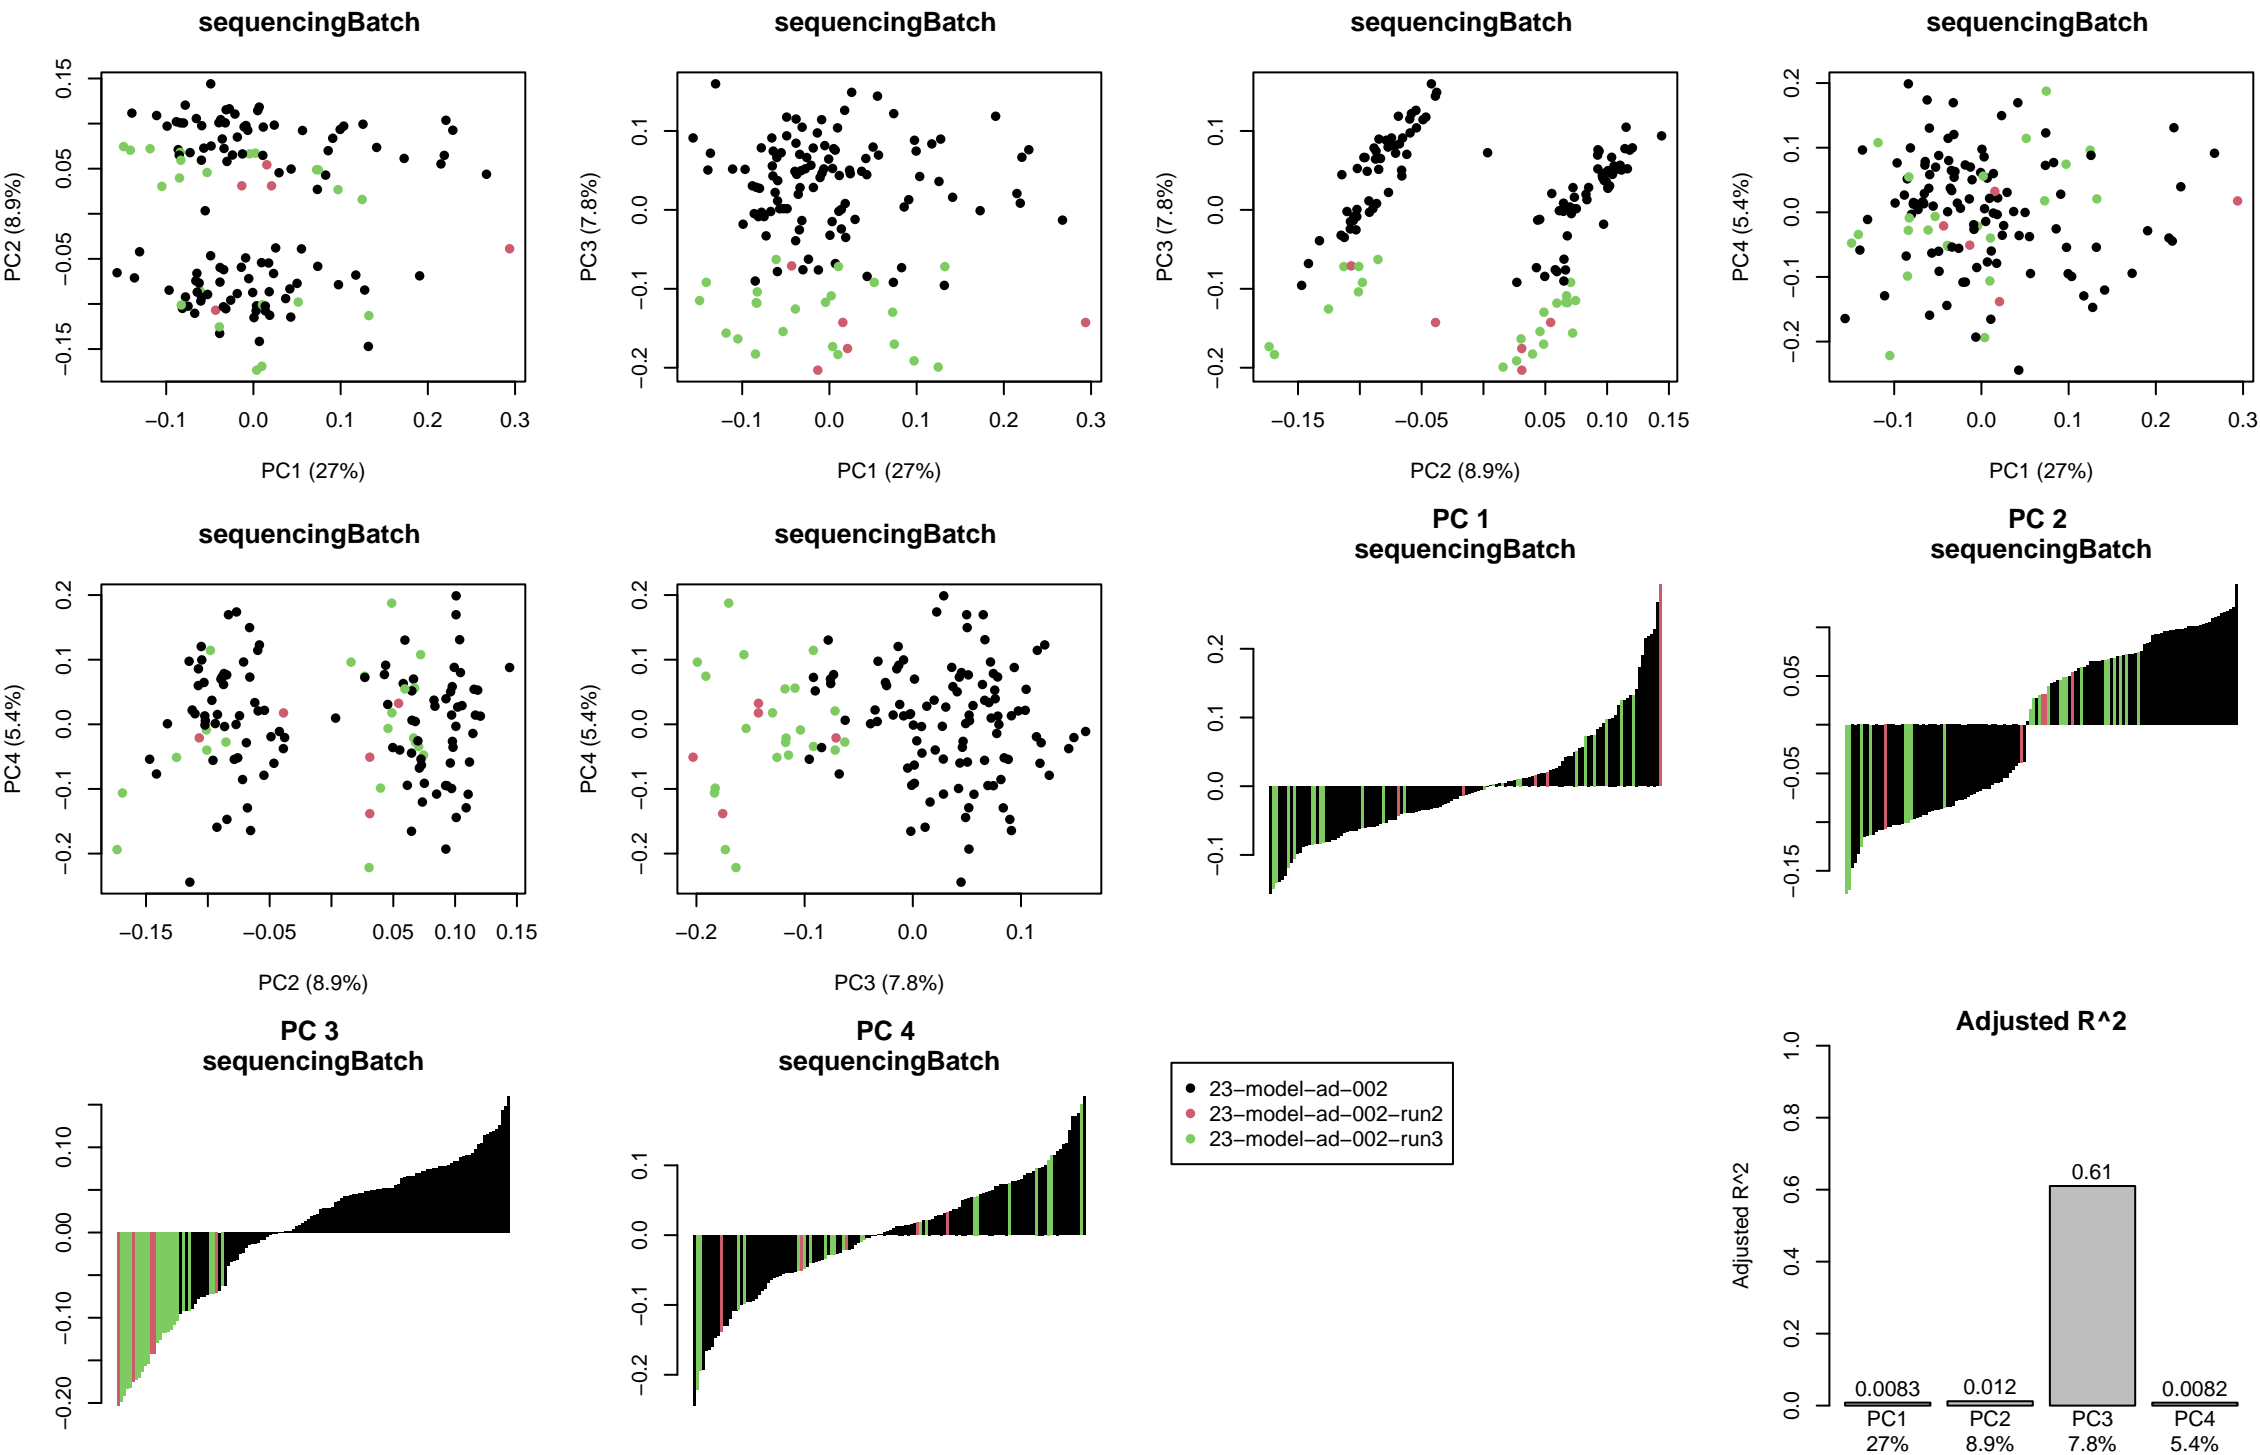 sequencingBatch
0.15
0.05
−0.05
−0.15
PC2 (8.9%)
−0.1
0.0
0.1
0.2
0.3
PC1 (27%)
sequencingBatch
0.1
0.0
−0.1
−0.2
PC3 (7.8%)
−0.1
0.0
0.1
0.2
0.3
PC1 (27%)
sequencingBatch
0.1
0.0
−0.1
−0.2
PC3 (7.8%)
−0.15
−0.05
0.05
0.10
0.15
PC2 (8.9%)
sequencingBatch
0.2
0.1
0.0
−0.1
−0.2
PC4 (5.4%)
−0.1
0.0
0.1
0.2
0.3
PC1 (27%)
sequencingBatch
0.2
0.1
0.0
−0.1
−0.2
PC4 (5.4%)
−0.15
−0.05
0.05
0.10
0.15
PC2 (8.9%)
sequencingBatch
0.2
0.1
0.0
−0.1
−0.2
PC4 (5.4%)
−0.2
−0.1
0.0
0.1
PC3 (7.8%)
PC 1
sequencingBatch
0.2
0.1
0.0
−0.1
PC 2
sequencingBatch
0.05
−0.05
−0.15
PC 3
sequencingBatch
0.10
0.00
−0.10
−0.20
PC 4
sequencingBatch
0.1
0.0
−0.1
−0.2
23−model−ad−002
23−model−ad−002−run2
23−model−ad−002−run3
Adjusted R^2
1.0
0.8
0.6
0.4
0.2
0.0
Adjusted R^2
0.0083
0.012
0.61
0.0082
PC1
27%
PC2
8.9%
PC3
7.8%
PC4
5.4%